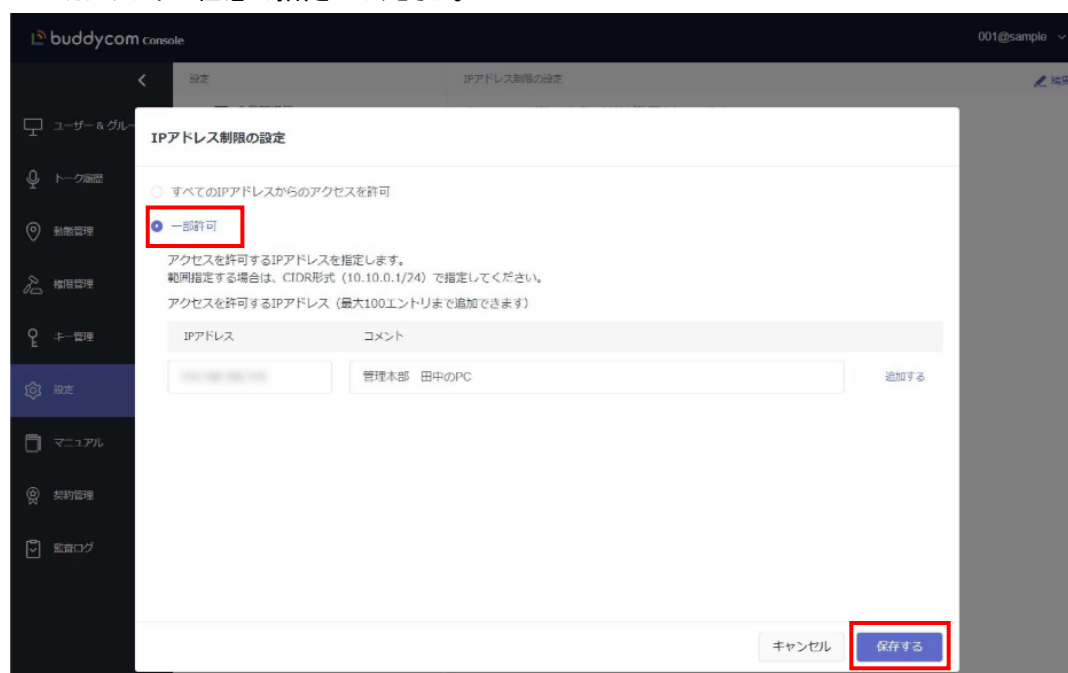 buddycom Console
001@sample
設定
IPアドレス制限の設定
ユーザー & グルー
トーク履歴
動態管理
権限管理
キー管理
設定
マニュアル
契約管理
監査ログ
IPアドレス制限の設定
すべてのIPアドレスからのアクセスを許可
一部許可
アクセスを許可するIPアドレスを指定します。
範囲指定する場合は、CIDR形式（10.10.0.1/24）で指定してください。
アクセスを許可するIPアドレス（最大100エントリまで追加できます）
IPアドレス コメント
管理本部 田中のPC 追加する
キャンセル 保存する